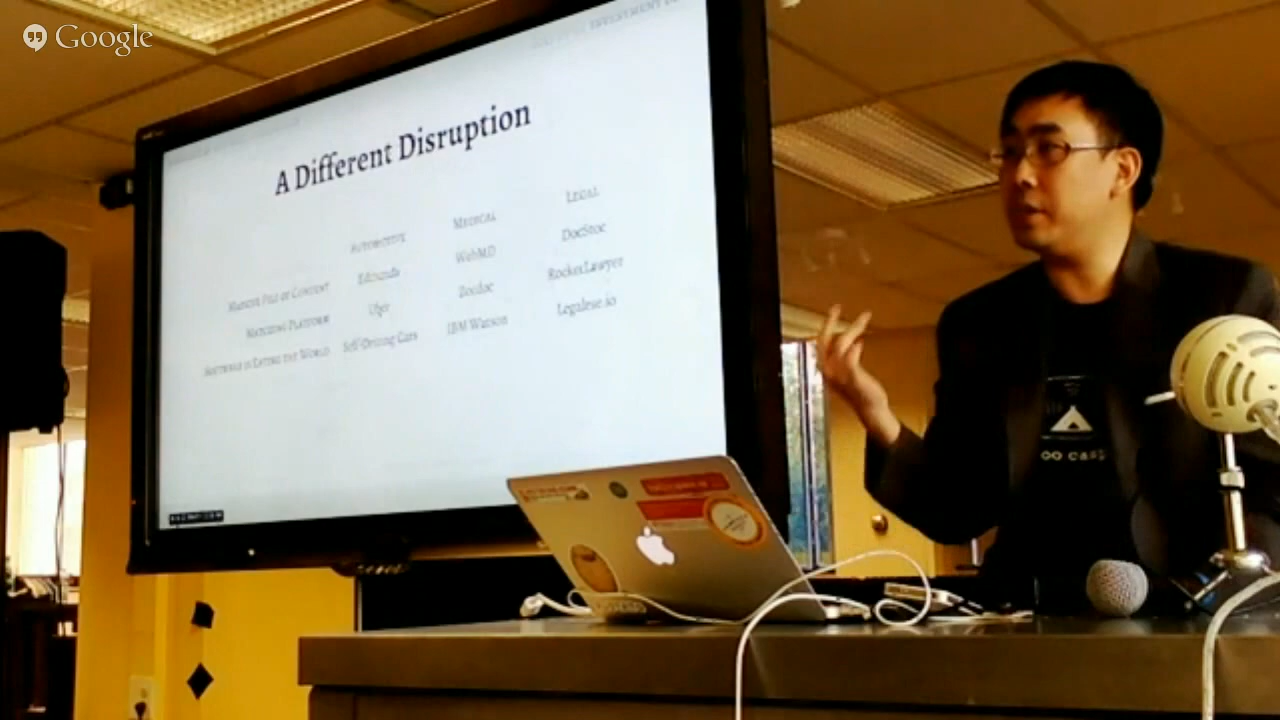 Google
INVESTMENT
A Different Disruption
AUTOMOTIVE MEDICAL LEGAL
MASSIVE PILE OF CONTENT Edmunds WebMD DocStoc
MATCHING PLATFORM Uber ZocDoc RocketLawyer
SOFTWARE IS EATING THE WORLD Self-Driving Cars IBM Watson Legalese.io